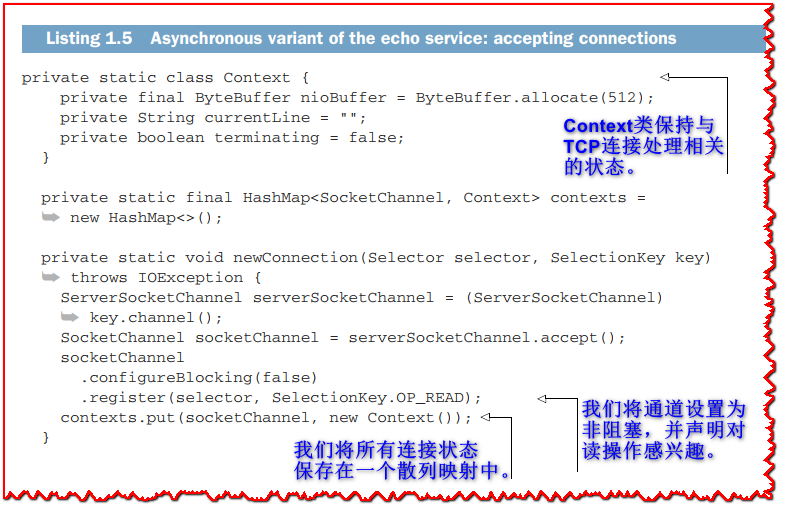 Listing 1.5 Asynchronous variant of the echo service: accepting connections
private static class Context {
private final ByteBuffer nioBuffer = ByteBuffer.allocate(512);
private String currentLine = "";
private boolean terminating = false;
}
Context类保持与
TCP连接处理相关
的状态。
private static final HashMap<SocketChannel, Context> contexts =
new HashMap<>();
private static void newConnection(Selector selector, SelectionKey key)
throws IOException {
ServerSocketChannel serverSocketChannel = (ServerSocketChannel)
key.channel();
SocketChannel socketChannel = serverSocketChannel.accept();
socketChannel
.configureBlocking(false)
.register(selector, SelectionKey.OP_READ);
contexts.put(socketChannel, new Context());
}
我们将通道设置为
非阻塞，并声明对
读操作感兴趣。
我们将所有连接状态
保存在一个散列映射中。